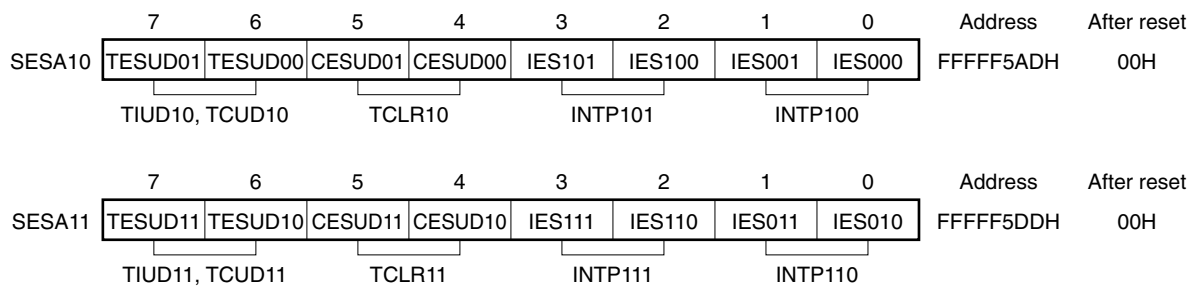 7 6 5 4 3 2 1 0 Address After reset
SESA10 TESUD01 TESUD00 CESUD01 CESUD00 IES101 IES100 IES001 IES000 FFFFF5ADH 00H
TIUD10, TCUD10 TCLR10 INTP101 INTP100
7 6 5 4 3 2 1 0 Address After reset
SESA11 TESUD11 TESUD10 CESUD11 CESUD10 IES111 IES110 IES011 IES010 FFFFF5DDH 00H
TIUD11, TCUD11 TCLR11 INTP111 INTP110